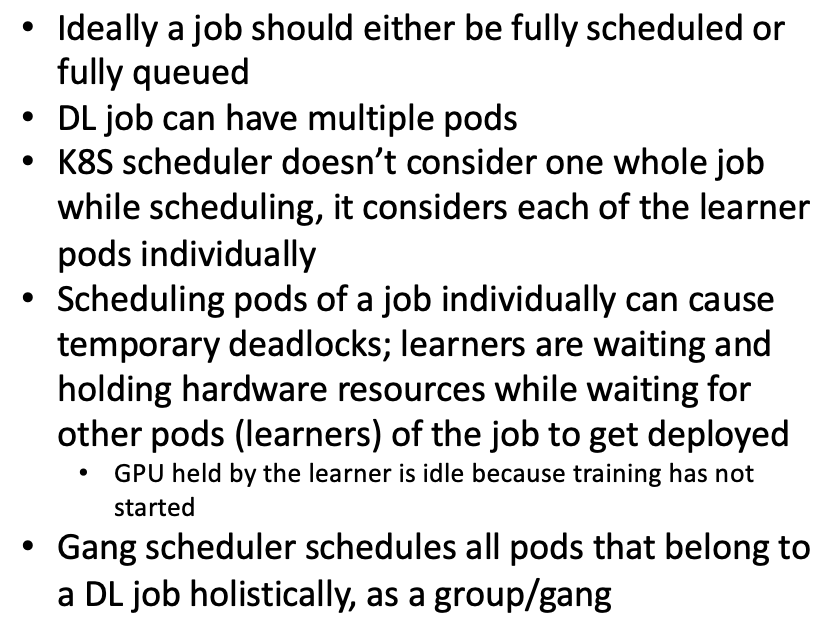 • Ideally a job should either be fully scheduled or
fully queued
• DL job can have multiple pods
• K8S scheduler doesn’t consider one whole job
while scheduling, it considers each of the learner
pods individually
• Scheduling pods of a job individually can cause
temporary deadlocks; learners are waiting and
holding hardware resources while waiting for
other pods (learners) of the job to get deployed
• GPU held by the learner is idle because training has not
started
• Gang scheduler schedules all pods that belong to
a DL job holistically, as a group/gang